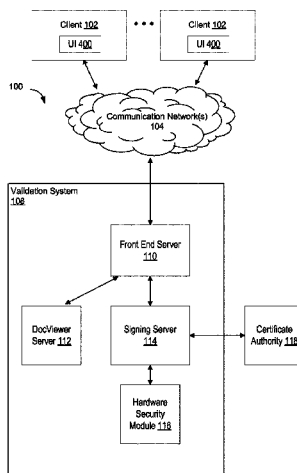 Client 102
UI 400
• • •
Client 102
UI 400
100
Communication Network(s)
104
Validation System
108
Front End Server
110
DocViewer
Server 112
Signing Server
114
Certificate
Authority 118
Hardware
Security
Module 116